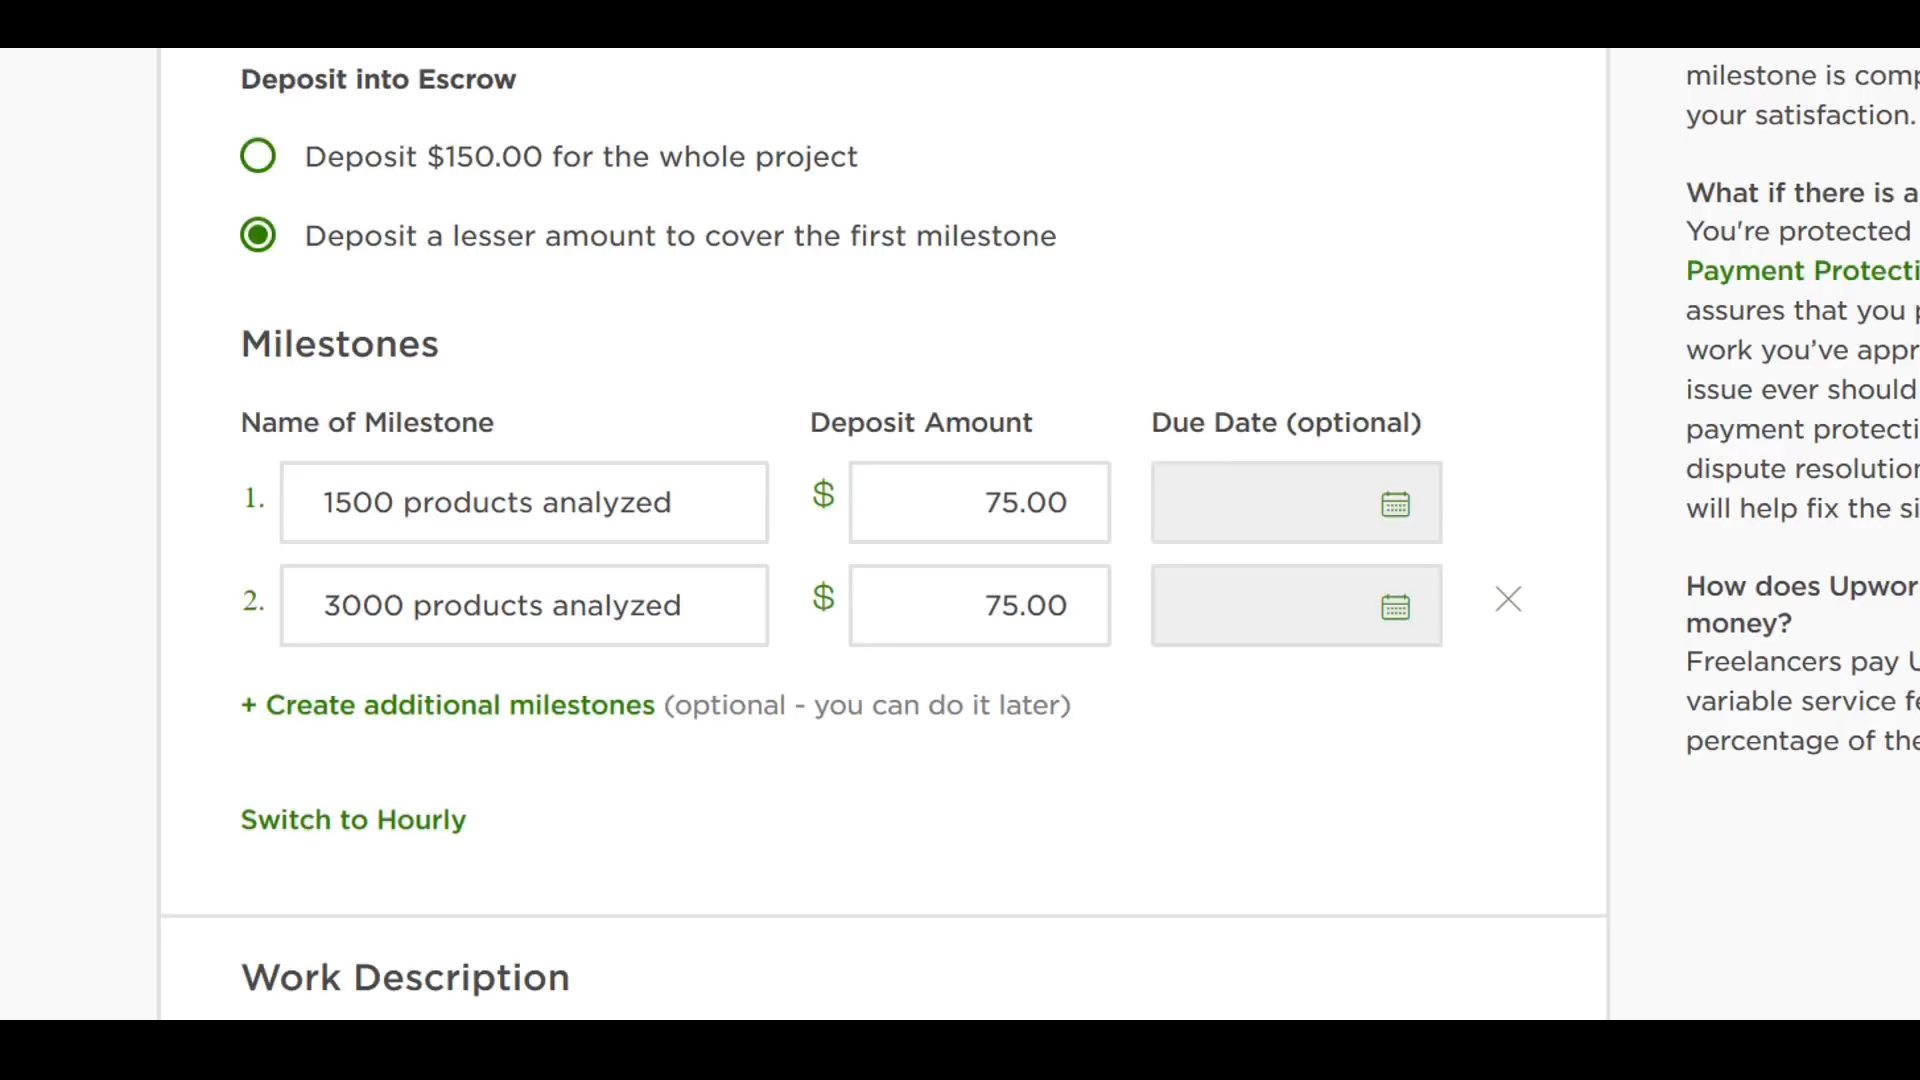 Deposit into Escrow
Deposit $150.00 for the whole project
Deposit a lesser amount to cover the first milestone
Milestones
Name of Milestone Deposit Amount Due Date (optional)
1. 1500 products analyzed $ 75.00
2. 3000 products analyzed $ 75.00
+ Create additional milestones (optional - you can do it later)
Switch to Hourly
Work Description
milestone is
your satisfaction.
What if there is a
You're protected
Payment
assures that you
work you’ve
issue ever should
payment
dispute
will help fix the
How does
money?
Freelancers pay
variable service
percentage of